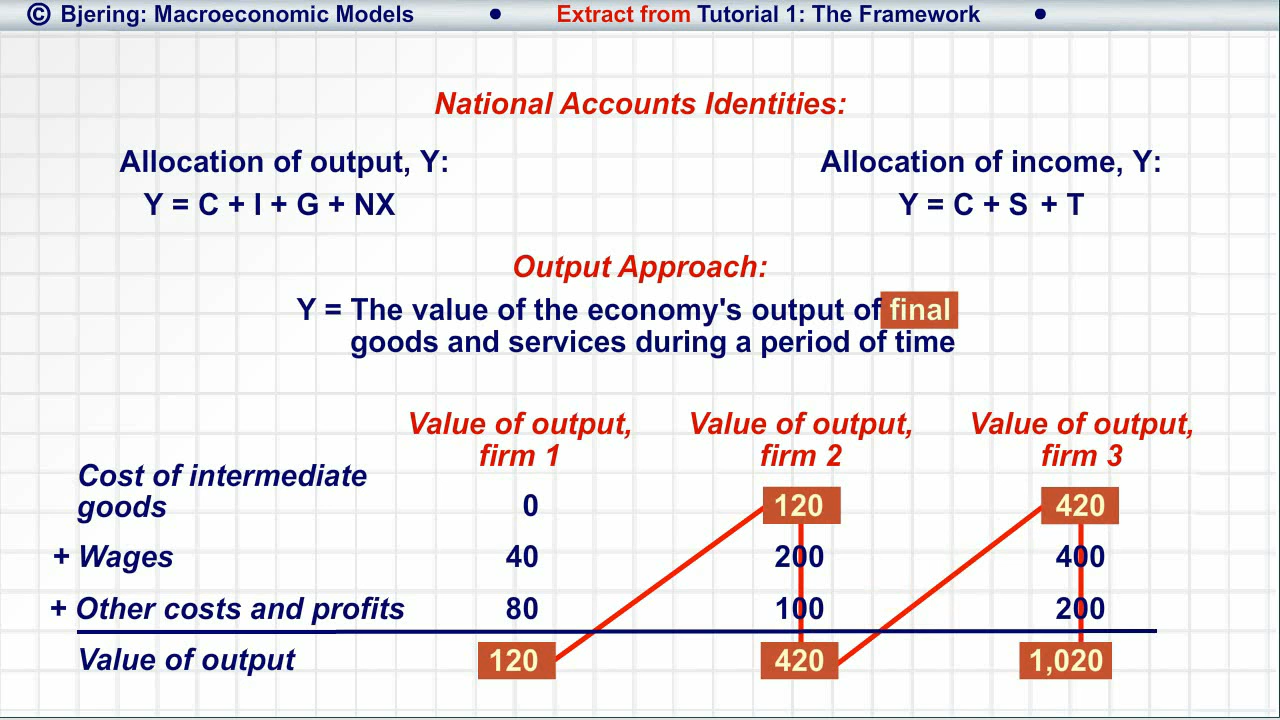 © Bjering: Macroeconomic Models • Extract from Tutorial 1: The Framework •
National Accounts Identities:
Allocation of output, Y:
Y = C + I + G + NX
Allocation of income, Y:
Y = C + S + T
Output Approach:
Y = The value of the economy's output of final
goods and services during a period of time
Value of output,
firm 1
Value of output,
firm 2
Value of output,
firm 3
Cost of intermediate
goods 0 120 420
+ Wages 40 200 400
+ Other costs and profits 80 100 200
Value of output 120 420 1,020